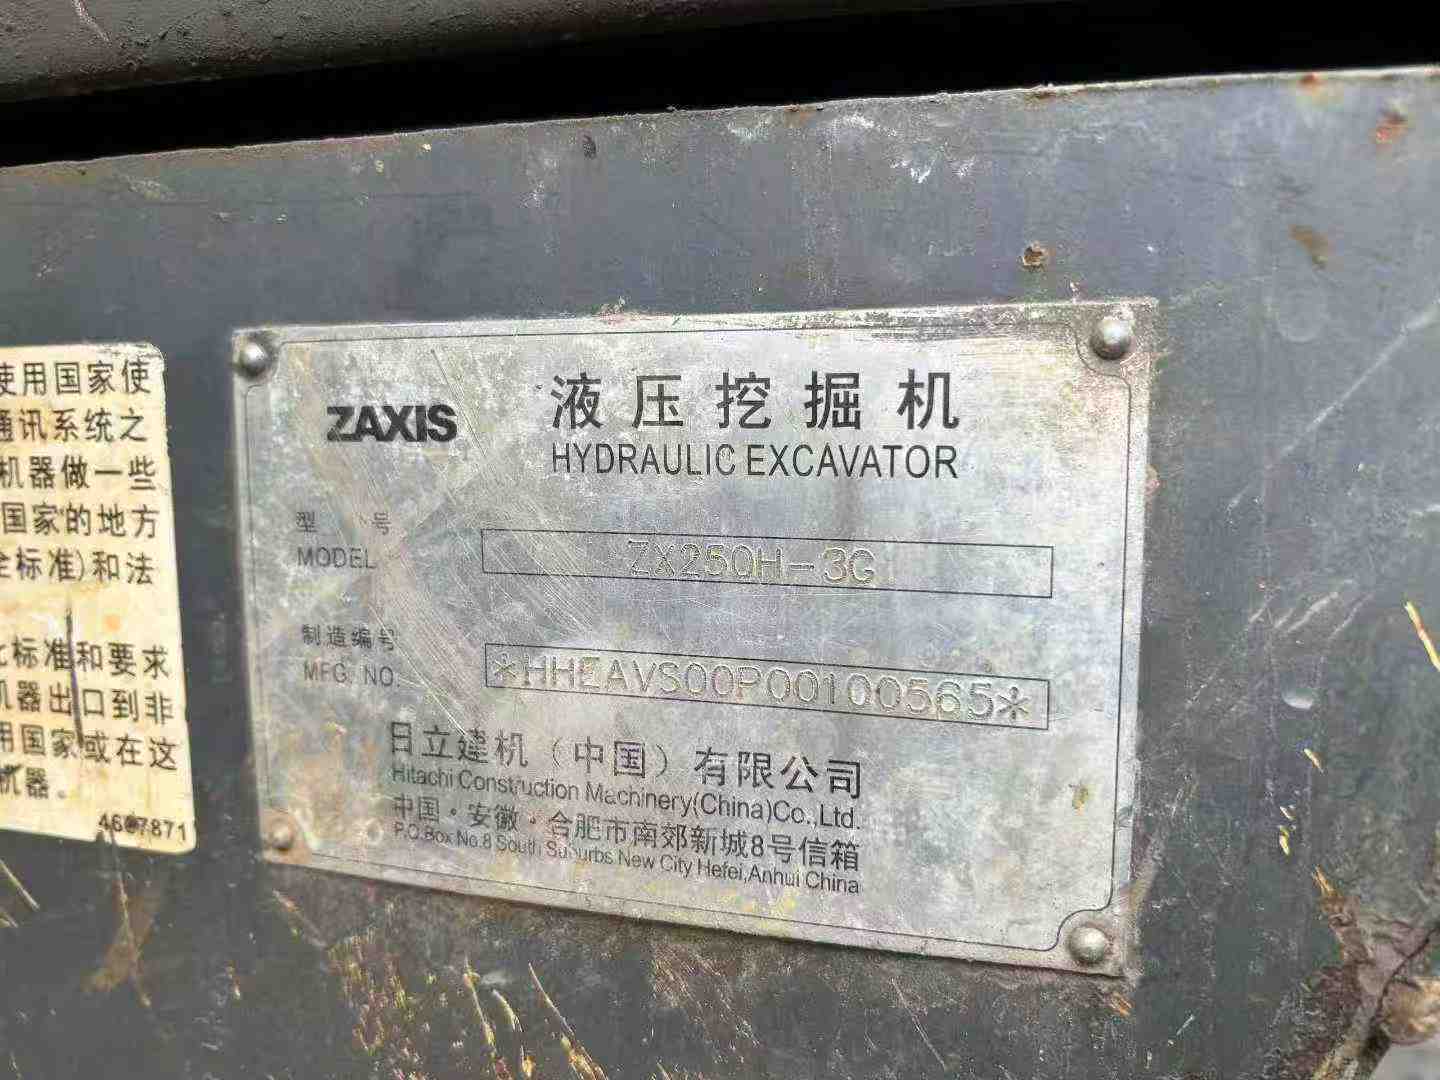 使用国家使
通讯系统之
机器做一些
国家的地方
全标准)和法
标准和要求
机器出口到非
用国家或在这
机器。
4687871
ZAXIS
液压挖掘机
HYDRAULIC EXCAVATOR
型号
MODEL
ZX250H-3G
制造编号
MFG. NO.
*HHEAVS00P00100565*
日立建机（中国）有限公司
Hitachi Construction Machinery(China)Co.,Ltd.
中国·安徽·合肥市南郊新城8号信箱
P.O.Box No.8 South Suburbs New City Hefei,Anhui China